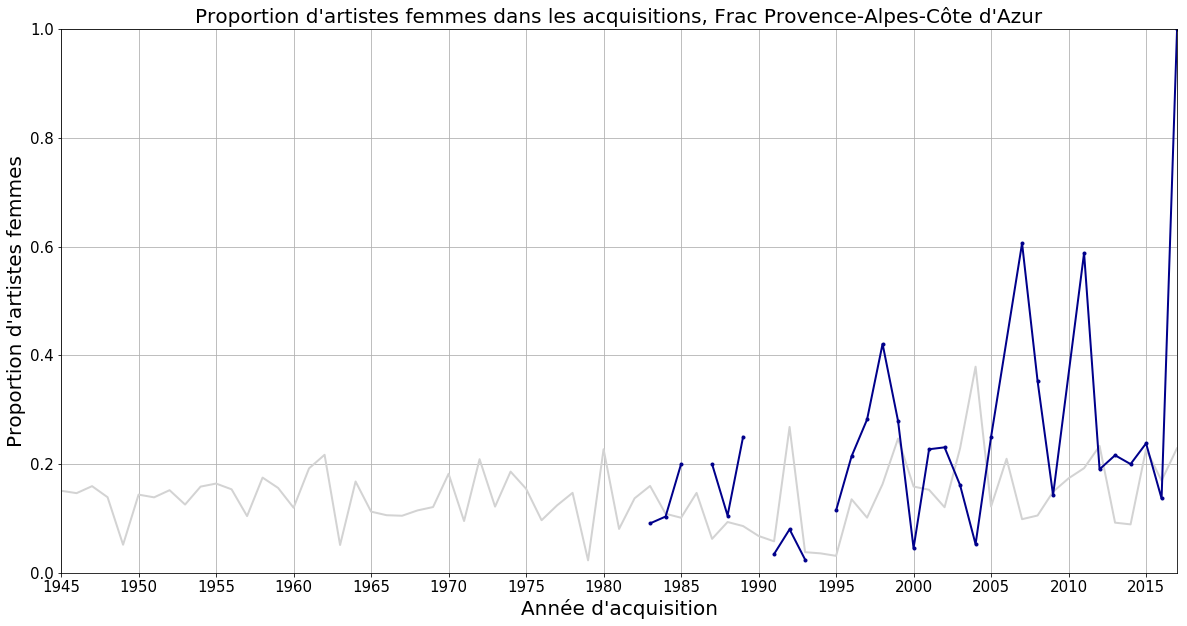 Proportion d'artistes femmes dans les acquisitions, Frac Provence-Alpes-Côte d'Azur
Proportion d'artistes femmes
1.0
0.8
0.6
0.4
0.2
0.0
1945 1950 1955 1960 1965 1970 1975 1980 1985 1990 1995 2000 2005 2010 2015
Année d'acquisition